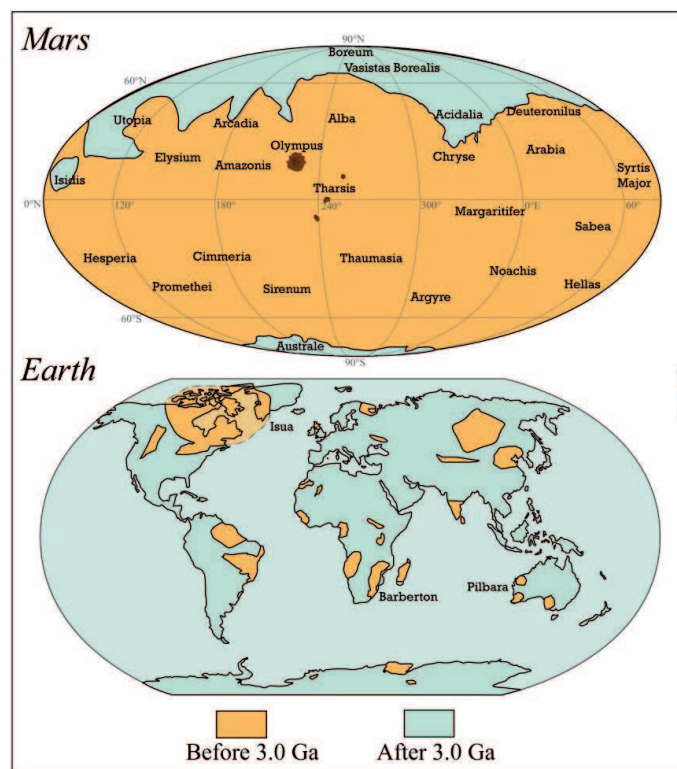 Mars
90°N
Boreum
Vasistas Borealis
60°N
Utopia
Arcadia
Alba
Acidalia
Deuteronilus
Olympus
Elysium
Amazonis
Chryse
Arabia
Isidis
Tharsis
Syrtis
Major
0°N
120°
180°
240°
300°
0°E
60°
Margaritifer
Sabea
Hesperia
Cimmeria
Thaumasia
Noachis
Promethei
Sirenum
Argyre
Hellas
60°S
Australe
90°S
Earth
Isua
Pilbara
Barberton
Before 3.0 Ga
After 3.0 Ga